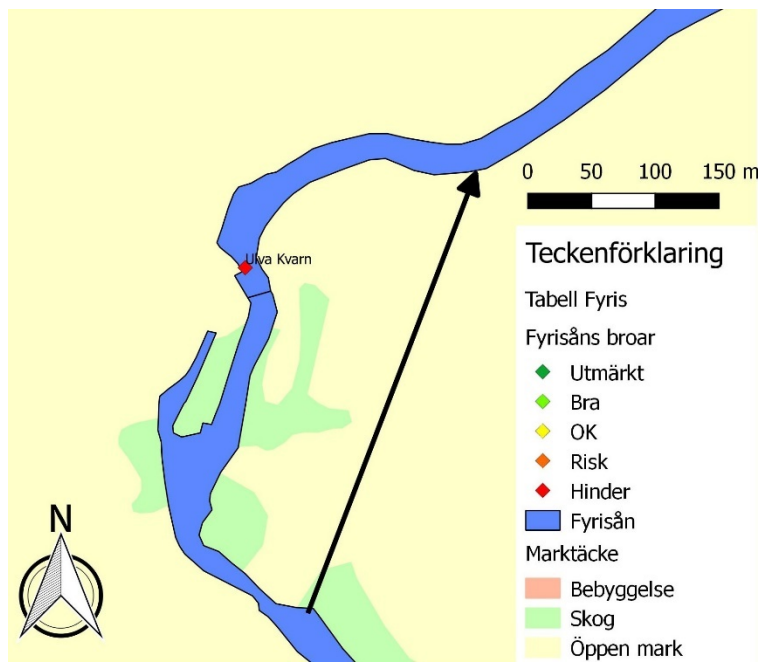 0 50 100 150 m
Ulva Kvarn
Teckenförklaring
Tabell Fyris
Fyrisåns broar
Utmärkt
Bra
OK
Risk
Hinder
Fyrisån
Marktäcke
Bebyggelse
Skog
Öppen mark
N